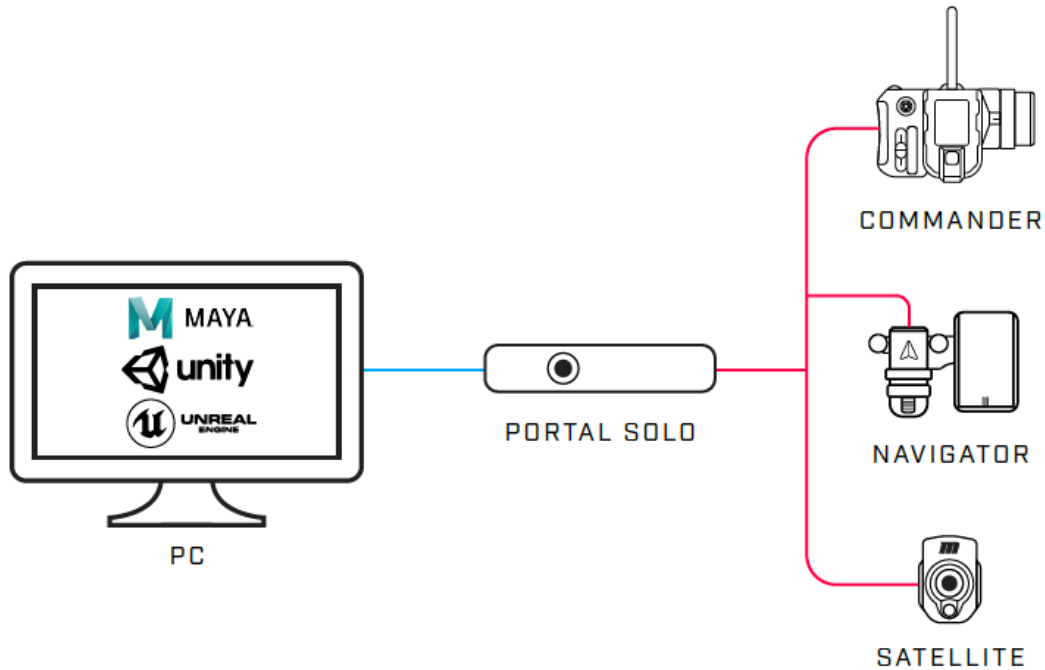 MAYA
unity
UNREAL
ENGINE
PC
PORTAL SOLO
COMMANDER
NAVIGATOR
m
SATELLITE